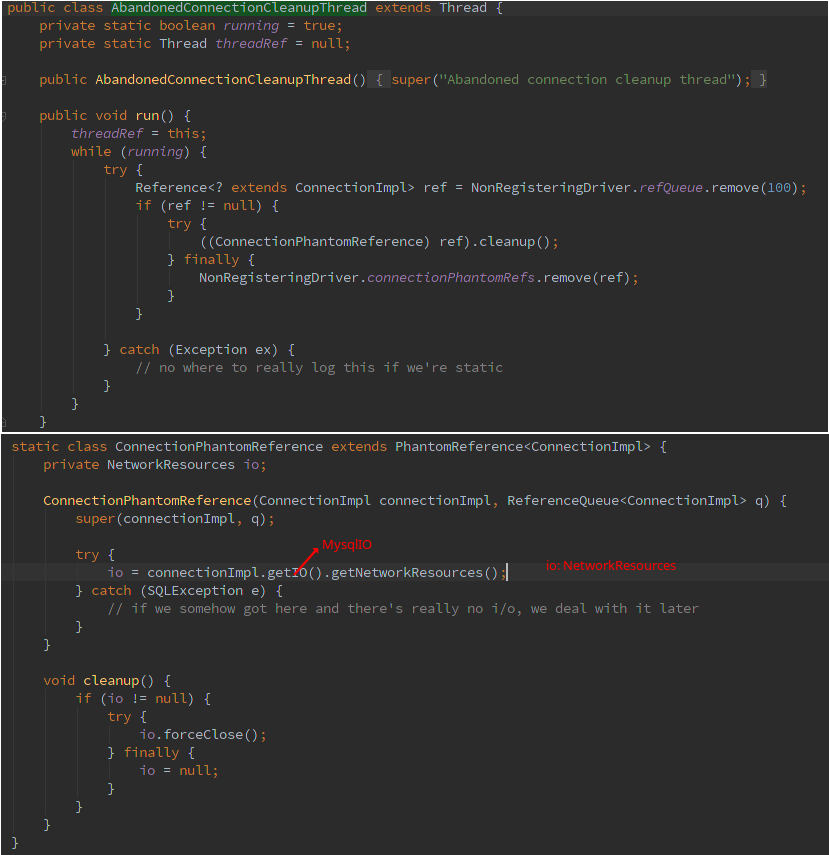 public class AbandonedConnectionCleanupThread extends Thread {
    private static boolean running = true;
    private static Thread threadRef = null;
    public AbandonedConnectionCleanupThread() { super("Abandoned connection cleanup thread"); }
    public void run() {
        threadRef = this;
        while (running) {
            try {
                Reference<? extends ConnectionImpl> ref = NonRegisteringDriver.refQueue.remove(100);
                if (ref != null) {
                    try {
                        ((ConnectionPhantomReference) ref).cleanup();
                    } finally {
                        NonRegisteringDriver.connectionPhantomRefs.remove(ref);
                    }
                }
            } catch (Exception ex) {
                // no where to really log this if we're static
            }
        }
    }
static class ConnectionPhantomReference extends PhantomReference<ConnectionImpl> {
    private NetworkResources io;
    ConnectionPhantomReference(ConnectionImpl connectionImpl, ReferenceQueue<ConnectionImpl> q) {
        super(connectionImpl, q);
MysqlIO
        try {
            io = connectionImpl.getIO().getNetworkResources(); io: NetworkResources
        } catch (SQLException e) {
            // if we somehow got here and there's really no i/o, we deal with it later
        }
    }
    void cleanup() {
        if (io != null) {
            try {
                io.forceClose();
            } finally {
                io = null;
            }
        }
    }
}